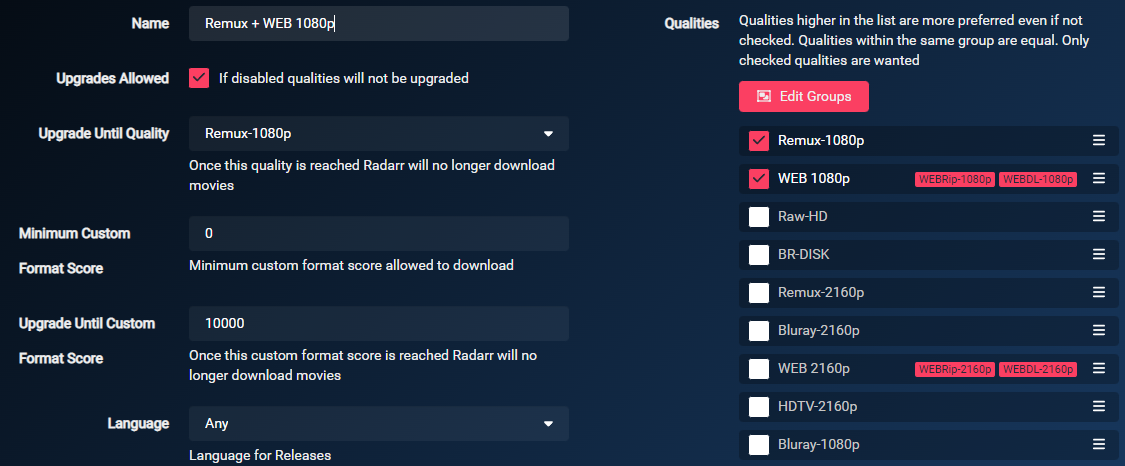 Name
Remux + WEB 1080p
Upgrades Allowed
If disabled qualities will not be upgraded
Upgrade Until Quality
Remux-1080p
Once this quality is reached Radarr will no longer download
movies
Minimum Custom
Format Score
0
Minimum custom format score allowed to download
Upgrade Until Custom
Format Score
10000
Once this custom format score is reached Radarr will no
longer download movies
Language
Any
Language for Releases
Qualities
Qualities higher in the list are more preferred even if not
checked. Qualities within the same group are equal. Only
checked qualities are wanted
Edit Groups
Remux-1080p
WEB 1080p WEBRip-1080p WEBDL-1080p
Raw-HD
BR-DISK
Remux-2160p
Bluray-2160p
WEB 2160p WEBRip-2160p WEBDL-2160p
HDTV-2160p
Bluray-1080p